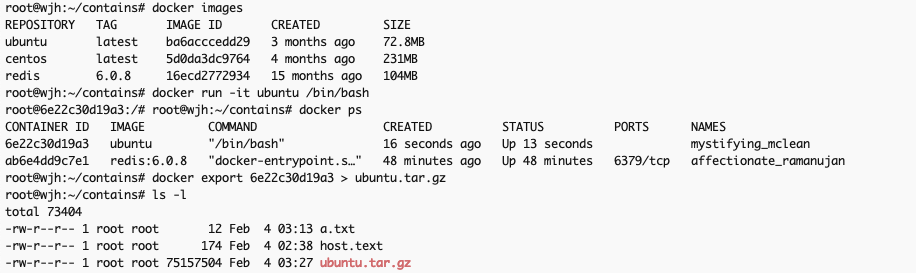 root@wjh:~/contains# docker images
REPOSITORY   TAG       IMAGE ID       CREATED         SIZE
ubuntu       latest    ba6acccedd29   3 months ago    72.8MB
centos       latest    5d0da3dc9764   4 months ago    231MB
redis        6.0.8     16ecd2772934   15 months ago   104MB
root@wjh:~/contains# docker run -it ubuntu /bin/bash
root@6e22c30d19a3:/# root@wjh:~/contains# docker ps
CONTAINER ID   IMAGE         COMMAND                  CREATED          STATUS          PORTS      NAMES
6e22c30d19a3   ubuntu        "/bin/bash"              16 seconds ago   Up 13 seconds              mystifying_mclean
ab6e4dd9c7e1   redis:6.0.8   "docker-entrypoint.s…"   48 minutes ago   Up 48 minutes   6379/tcp   affectionate_ramanujan
root@wjh:~/contains# docker export 6e22c30d19a3 > ubuntu.tar.gz
root@wjh:~/contains# ls -l
total 73404
-rw-r--r-- 1 root root       12 Feb  4 03:13 a.txt
-rw-r--r-- 1 root root      174 Feb  4 02:38 host.text
-rw-r--r-- 1 root root 75157504 Feb  4 03:27 ubuntu.tar.gz